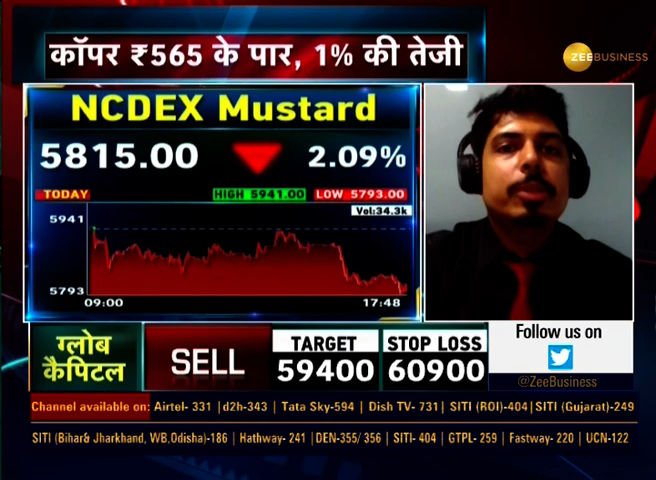 कॉपर ₹565 के पार, 1% की तेजी
ZEEBUSINESS
NCDEX Mustard
5815.00 2.09%
TODAY HIGH 5941.00 LOW 5793.00
Vol:34.3k
5941
5793
09:00 17:48
ग्लोब
कैपिटल
SELL
TARGET
59400
STOP LOSS
60900
Follow us on
@ZeeBusiness
Channel available on: Airtel- 331 |d2h-343 | Tata Sky-594 | Dish TV- 731| SITI (ROI)-404|SITI (Gujarat)-249
SITI (Bihar& Jharkhand, WB,Odisha)-186 | Hathway- 241 |DEN-355/ 356 | SITI- 404 | GTPL- 259 | Fastway- 220 | UCN-122